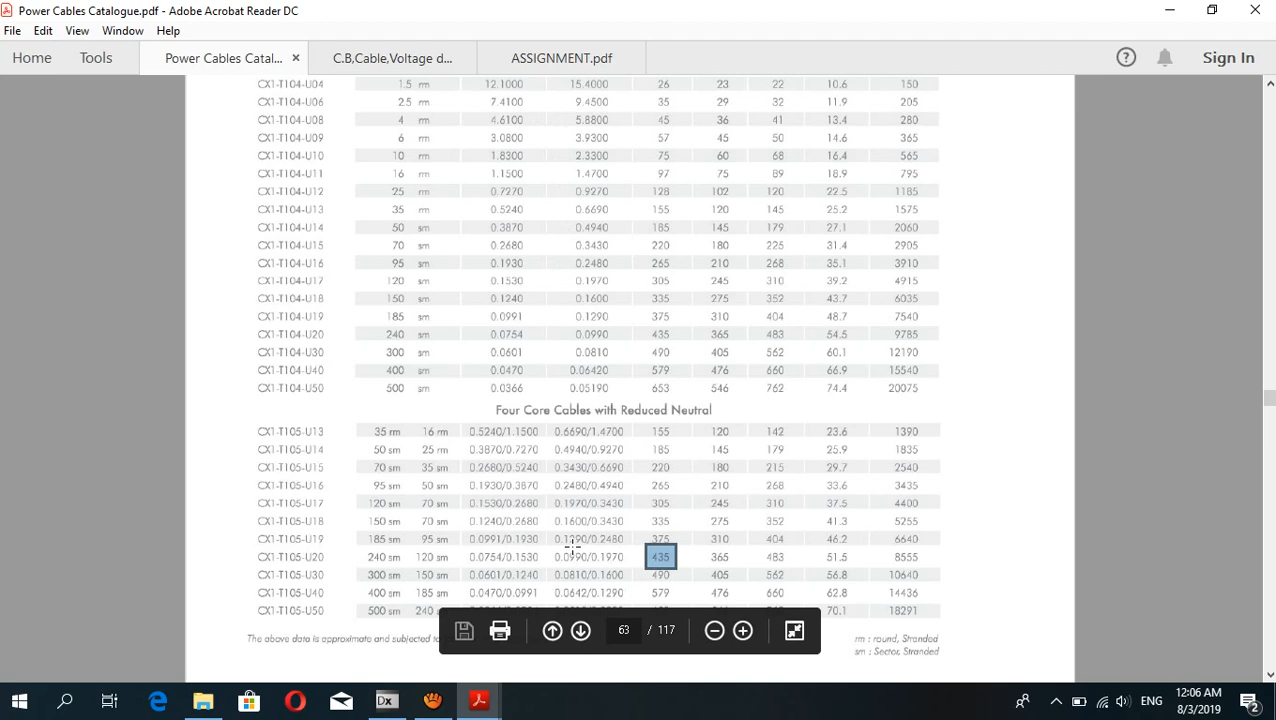 Power Cables Catalogue.pdf - Adobe Acrobat Reader DC
File Edit View Window Help
Home Tools Power Cables Catal... × C.B,Cable,Voltage d... ASSIGNMENT.pdf ? Sign In
CX1-T104-U04 1.5 rm 12.1000 15.4000 26 23 22 10.6 150
CX1-T104-U06 2.5 rm 7.4100 9.4500 35 29 32 11.9 205
CX1-T104-U08 4 rm 4.6100 5.8800 45 36 41 13.4 280
CX1-T104-U09 6 rm 3.0800 3.9300 57 45 50 14.6 365
CX1-T104-U10 10 rm 1.8300 2.3300 75 60 68 16.4 565
CX1-T104-U11 16 rm 1.1500 1.4700 97 75 89 18.9 795
CX1-T104-U12 25 rm 0.7270 0.9270 128 102 120 22.5 1185
CX1-T104-U13 35 rm 0.5240 0.6690 155 120 145 25.2 1575
CX1-T104-U14 50 sm 0.3870 0.4940 185 145 179 27.1 2060
CX1-T104-U15 70 sm 0.2680 0.3430 220 180 225 31.4 2905
CX1-T104-U16 95 sm 0.1930 0.2480 265 210 268 35.1 3910
CX1-T104-U17 120 sm 0.1530 0.1970 305 245 310 39.2 4915
CX1-T104-U18 150 sm 0.1240 0.1600 335 275 352 43.7 6035
CX1-T104-U19 185 sm 0.0991 0.1290 375 310 404 48.7 7540
CX1-T104-U20 240 sm 0.0754 0.0990 435 365 483 54.5 9785
CX1-T104-U30 300 sm 0.0601 0.0810 490 405 562 60.1 12190
CX1-T104-U40 400 sm 0.0470 0.06420 579 476 660 66.9 15540
CX1-T104-U50 500 sm 0.0366 0.05190 653 546 762 74.4 20075
Four Core Cables with Reduced Neutral
CX1-T105-U13 35 rm 16 rm 0.5240/1.1500 0.6690/1.4700 155 120 142 23.6 1390
CX1-T105-U14 50 sm 25 rm 0.3870/0.7270 0.4940/0.9270 185 145 179 25.9 1835
CX1-T105-U15 70 sm 35 sm 0.2680/0.5240 0.3430/0.6690 220 180 215 29.7 2540
CX1-T105-U16 95 sm 50 sm 0.1930/0.3870 0.2480/0.4940 265 210 268 33.6 3435
CX1-T105-U17 120 sm 70 sm 0.1530/0.2680 0.1970/0.3430 305 245 310 37.5 4400
CX1-T105-U18 150 sm 70 sm 0.1240/0.2680 0.1600/0.3430 335 275 352 41.3 5255
CX1-T105-U19 185 sm 95 sm 0.0991/0.1930 375 310 404 46.2 6640
CX1-T105-U20 240 sm 120 sm 0.0754/0.1530 0.0990/0.1970 435 365 483 51.5 8555
CX1-T105-U30 300 sm 150 sm 0.0601/0.1240 0.0810/0.1600 490 405 562 56.8 10640
CX1-T105-U40 400 sm 185 sm 0.0470/0.0991 0.0642/0.1290 579 476 660 62.8 14436
CX1-T105-U50 500 sm 240 70.1 18291
63 / 117
The above data is approximate and subjected to
rm : round, Stranded
sm : Sector, Stranded
Dx ENG 12:06 AM
8/3/2019 2